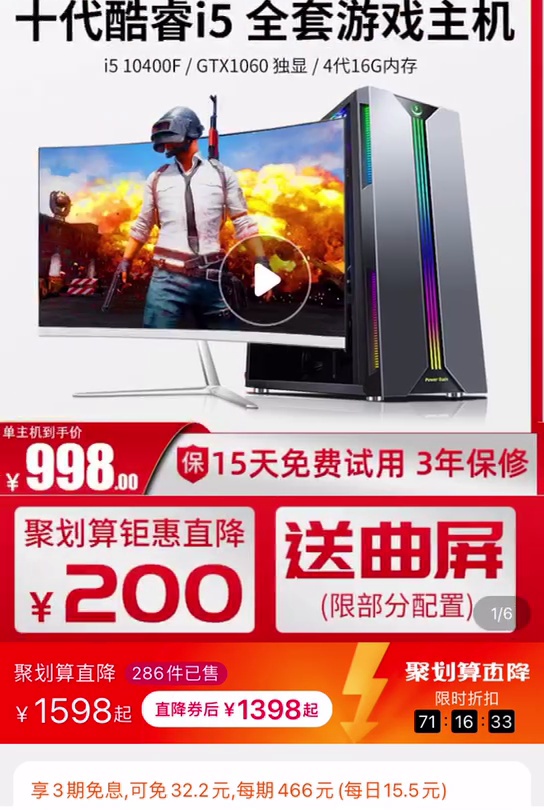 十代酷睿i5 全套游戏主机
i5 10400F / GTX1060 独显 / 4代16G内存
单主机到手价
¥998.00
保 15天免费试用 3年保修
聚划算钜惠直降
¥200
送曲屏
(限部分配置)
1/6
聚划算直降 286件已售
¥1598起 直降券后¥1398起
聚划算直降
限时折扣
71:16:33
享3期免息,可免32.2元,每期466元(每日15.5元)